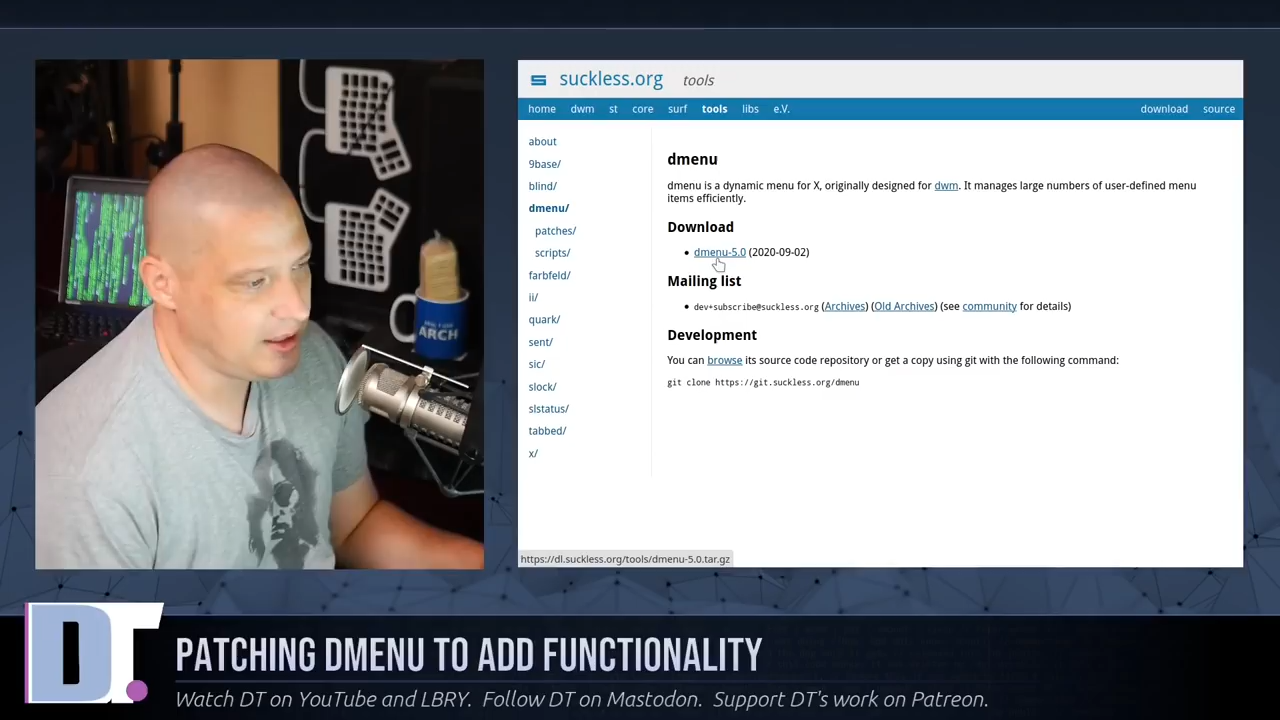 suckless.org tools
home dwm st core surf tools libs e.V. download source
about
9base/
blind/
dmenu/
patches/
scripts/
farbfeld/
ii/
quark/
sent/
sic/
slock/
slstatus/
tabbed/
x/
dmenu
dmenu is a dynamic menu for X, originally designed for dwm. It manages large numbers of user-defined menu
items efficiently.
Download
• dmenu-5.0 (2020-09-02)
Mailing list
• dev+subscribe@suckless.org (Archives) (Old Archives) (see community for details)
Development
You can browse its source code repository or get a copy using git with the following command:
git clone https://git.suckless.org/dmenu
https://dl.suckless.org/tools/dmenu-5.0.tar.gz
ARCH
DT.
PATCHING DMENU TO ADD FUNCTIONALITY
Watch DT on YouTube and LBRY. Follow DT on Mastodon. Support DT's work on Patreon.